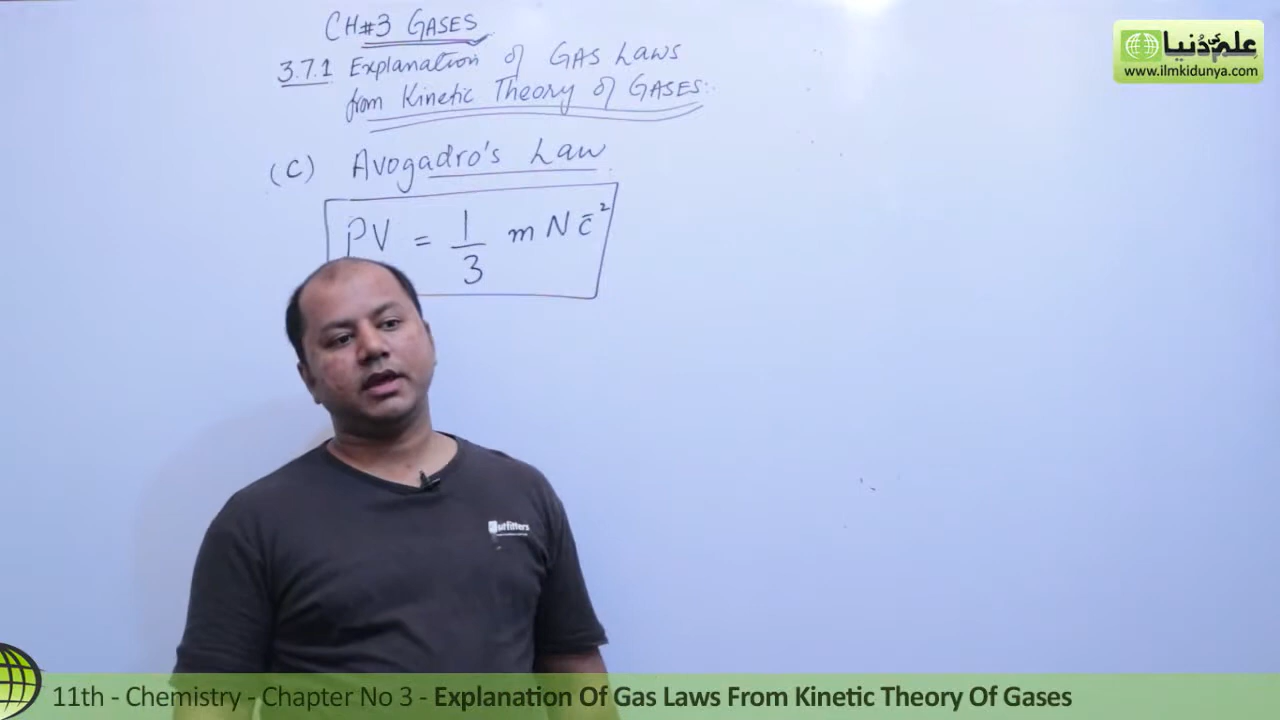 CH#3 GASES
3.7.1 Explanation of GAS LAWS
from Kinetic Theory of GASES:.
(C) Avogadro's Law
PV = 1/3 m N c̄²
علم کی دُنیا
www.ilmkidunya.com
utfitters
11th - Chemistry - Chapter No 3 - Explanation Of Gas Laws From Kinetic Theory Of Gases